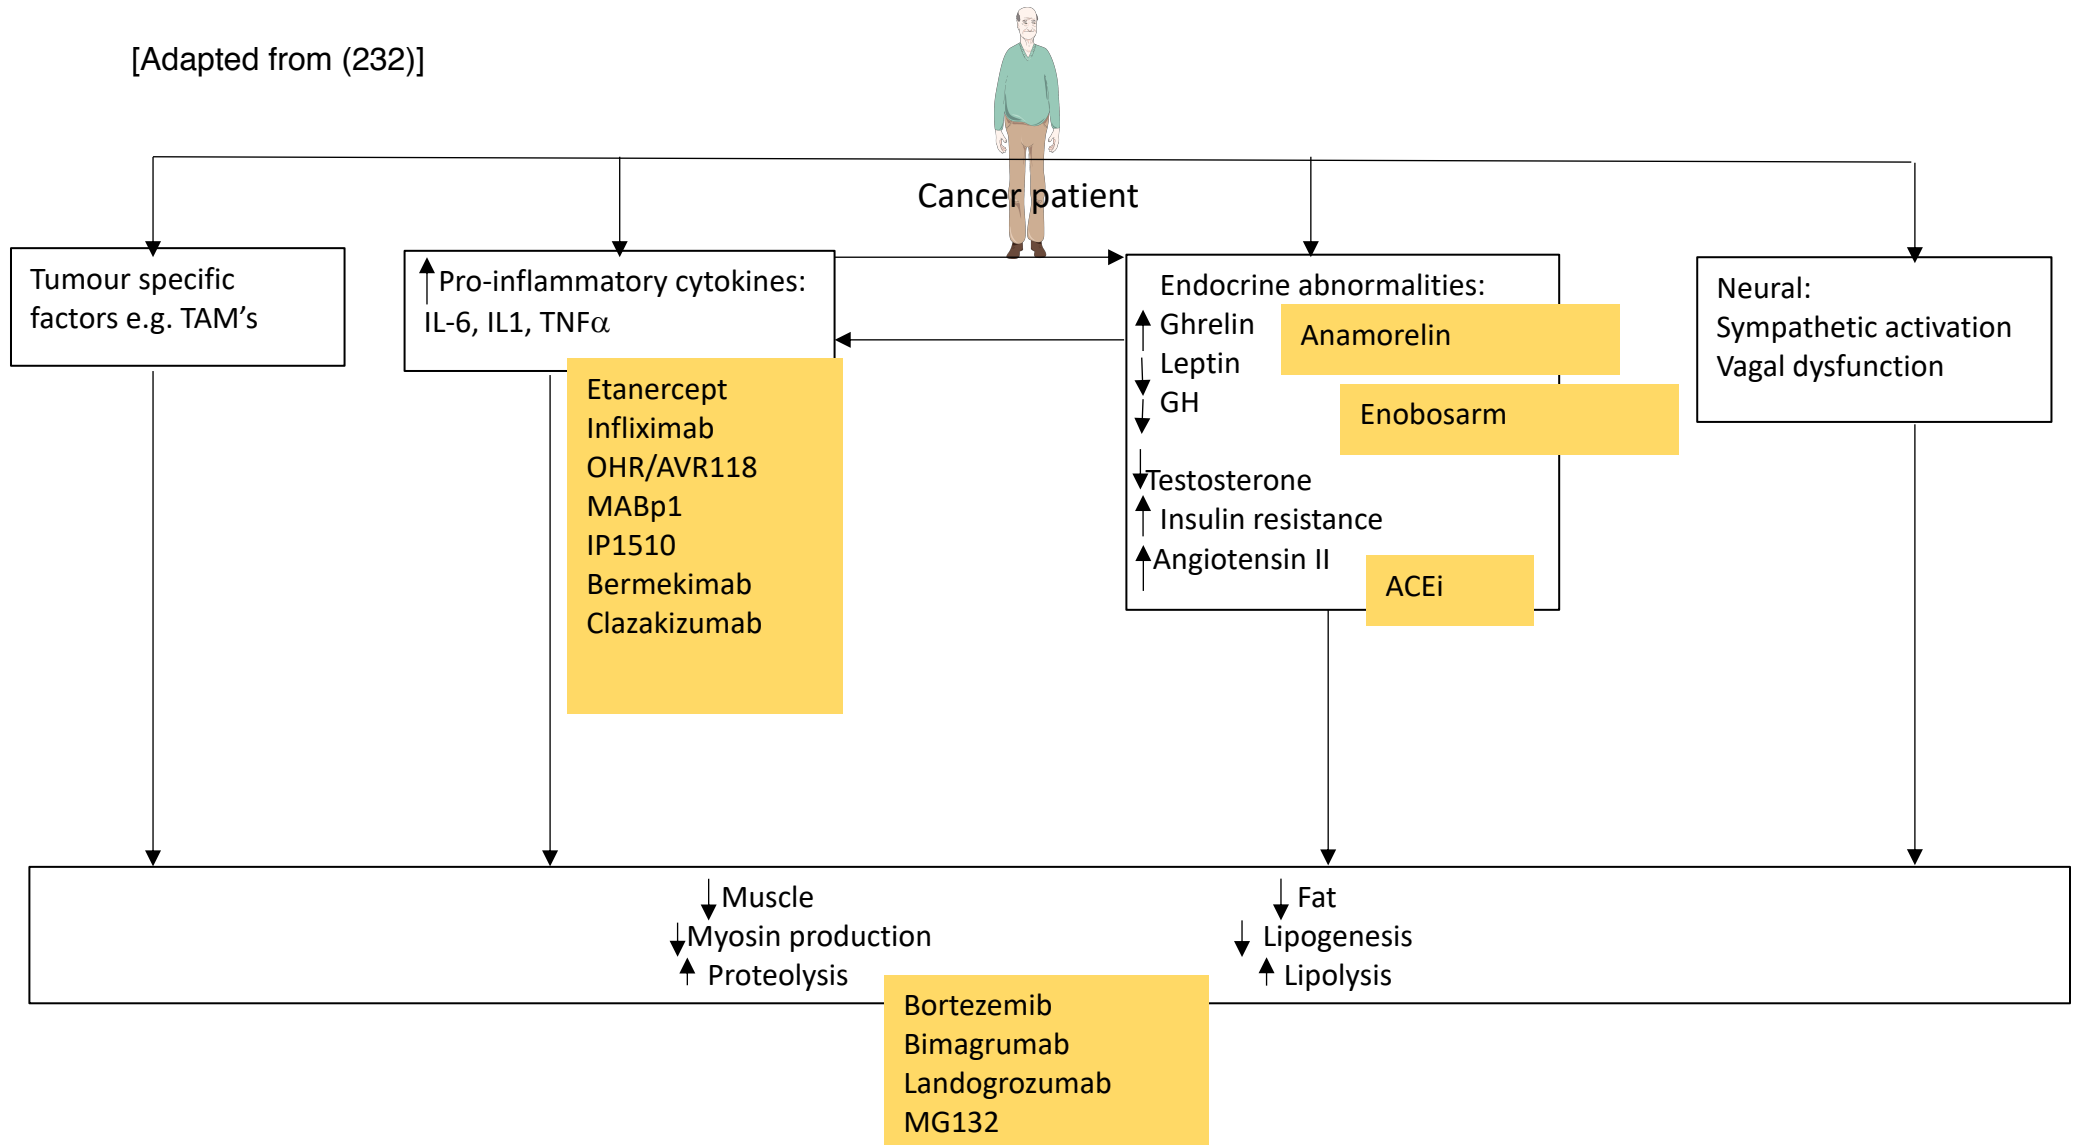 [Adapted from (232)]
Cancer patient
Tumour specific
factors e.g. TAM's
Pro-inflammatory cytokines:
IL-6, IL1, TNFα
Etanercept
Infliximab
OHR/AVR118
MABp1
IP1510
Bermekimab
Clazakizumab
Endocrine abnormalities:
Ghrelin
Leptin
GH
Testosterone
Insulin resistance
Angiotensin II
Anamorelin
Enobosarm
ACEi
Neural:
Sympathetic activation
Vagal dysfunction
Muscle
Myosin production
Proteolysis
Fat
Lipogenesis
Lipolysis
Bortezemib
Bimagrumab
Landogrozumab
MG132